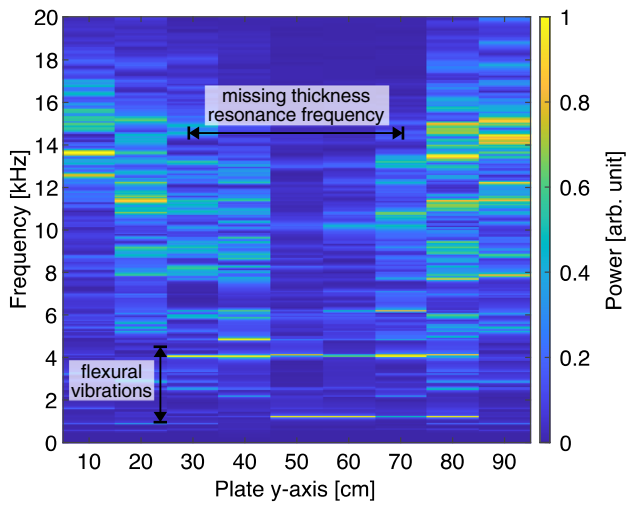 20
18
16
14
12
10
8
6
4
2
0
Frequency [kHz]
missing thickness
resonance frequency
flexural
vibrations
10 20 30 40 50 60 70 80 90
Plate y-axis [cm]
1
0.8
0.6
0.4
0.2
0
Power [arb. unit]